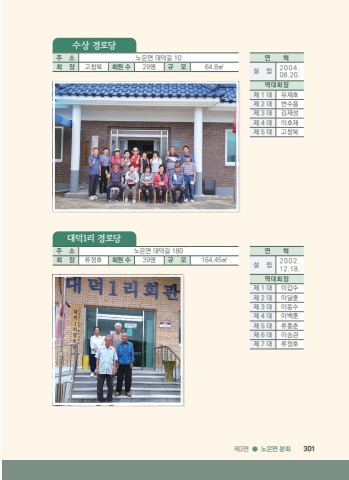 수상 경로당
주 소 노은면 대덕길 10
회 장 고창복 회원 수 29명 규 모 64.8㎡
연 혁
설 립 2004. 08.20.
역대회장
제 1 대 유재호
제 2 대 변수용
제 3 대 김재성
제 4 대 이호재
제 5 대 고창복
대덕1리 경로당
주 소 노은면 대덕길 180
회 장 류정호 회원 수 39명 규 모 164.45㎡
연 혁
설 립 2002. 12.18.
역대회장
제 1 대 이갑수
제 2 대 이달훈
제 3 대 이동수
제 4 대 이백훈
제 5 대 류흥춘
제 6 대 이승관
제 7 대 류정호
대덕1리회관
제3편 ● 노은면 문화 301